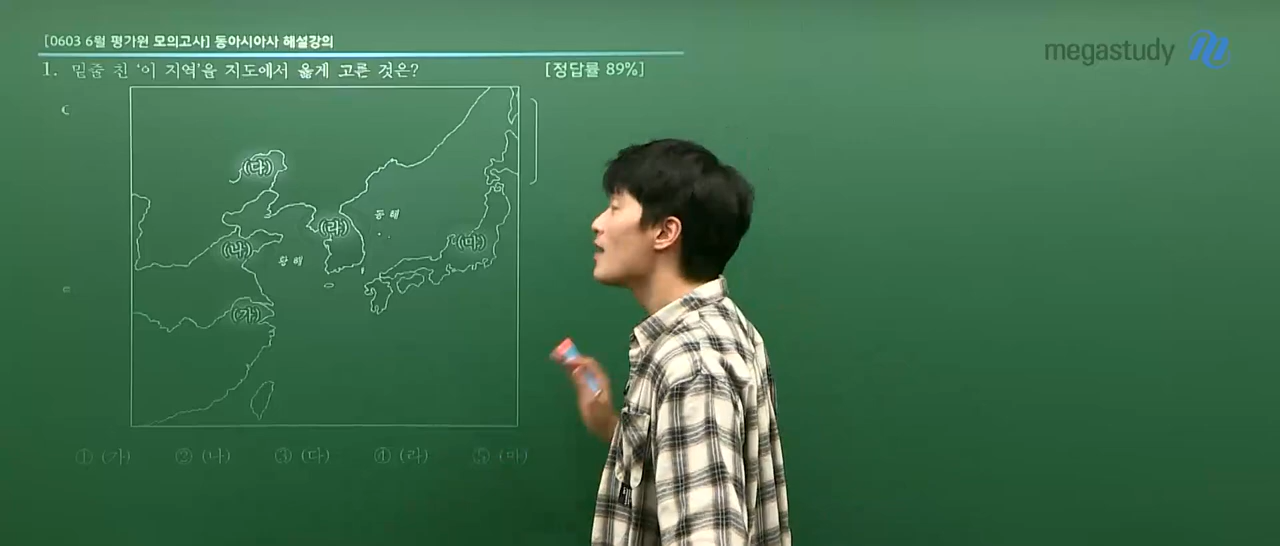 [0603 6월 평가원 모의고사] 동아시아사 해설강의
megastudy
1. 밑줄 친 '이 지역'을 지도에서 옳게 고른 것은?
[정답률 89%]
(다)
동해
(라)
(나)
(마)
황해
(가)
① (가) ② (나) ③ (다) ④ (라) ⑤ (마)